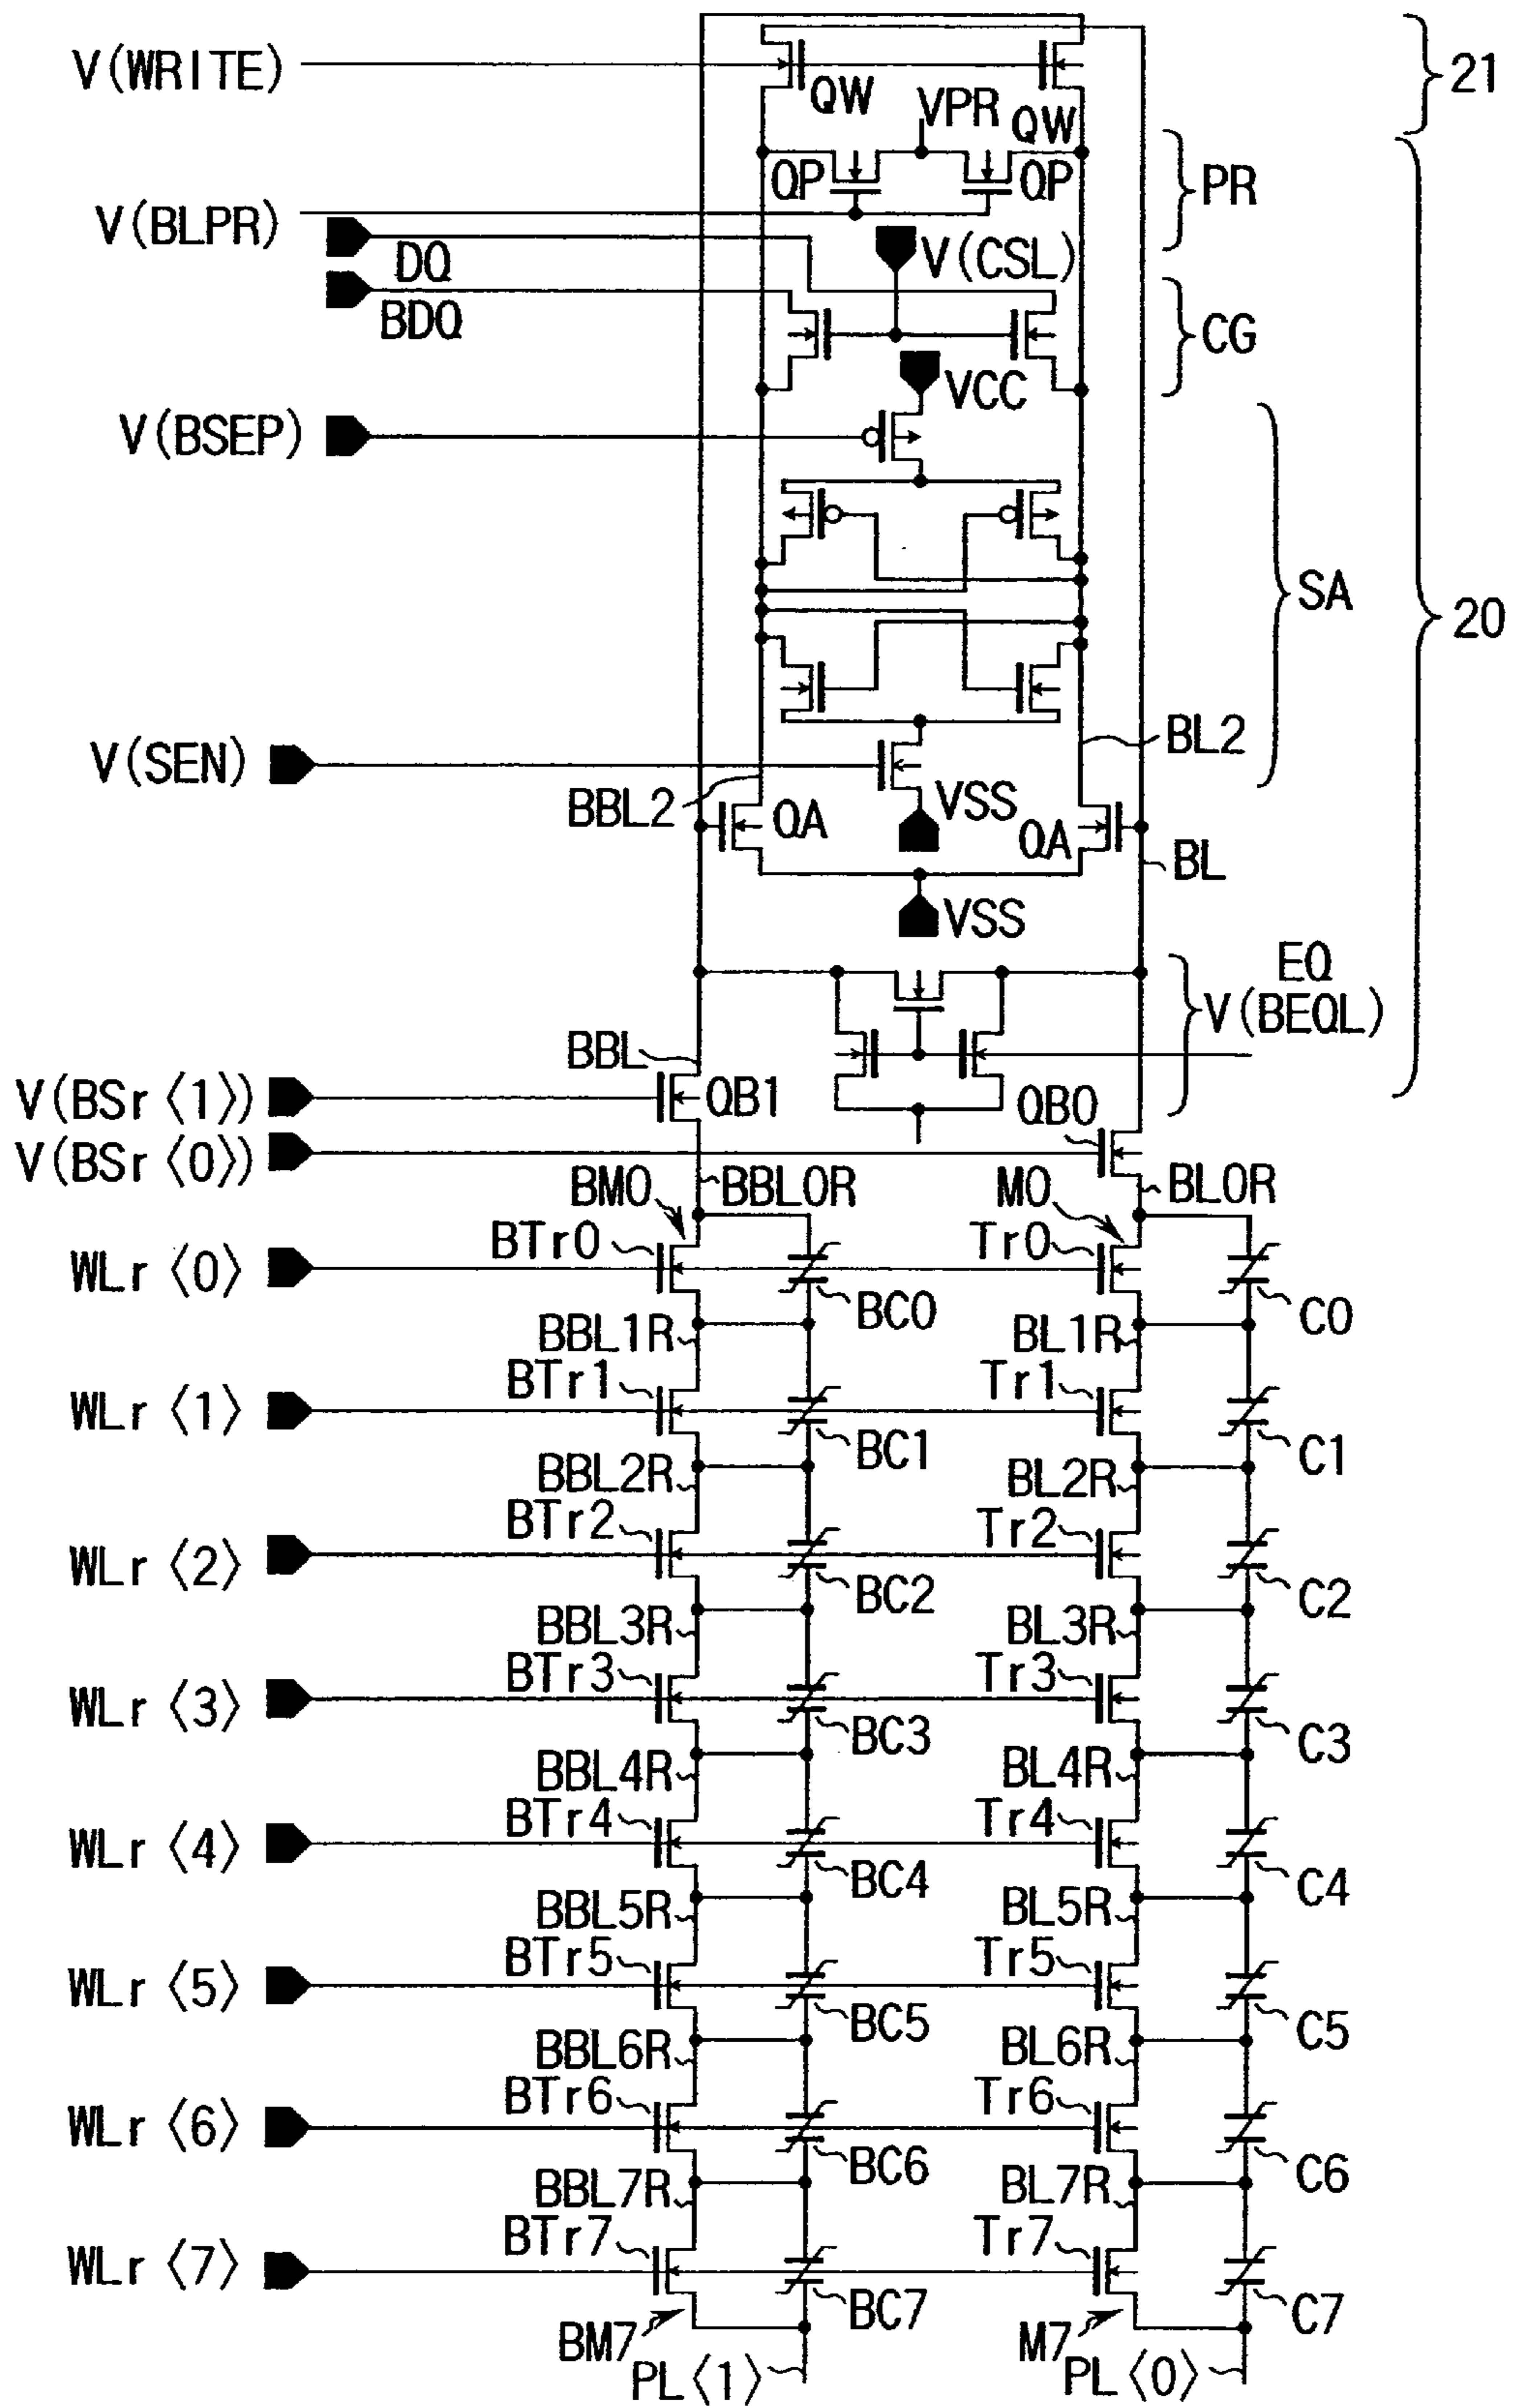 V(WRITE)
21
QW
VPR
QW
QP
QP
PR
V(BLPR)
DQ
V(CSL)
BDQ
CG
VCC
V(BSEP)
SA
20
BL2
V(SEN)
BBL2
QA
VSS
QA
BL
VSS
EQ
V(BEQL)
BBL
V(BSr〈1〉)
QB1
QB0
V(BSr〈0〉)
BM0
BBL0R
M0
BL0R
BTr0
Tr0
WLr〈0〉
BC0
C0
BBL1R
BL1R
BTr1
Tr1
WLr〈1〉
BC1
C1
BBL2R
BL2R
BTr2
Tr2
WLr〈2〉
BC2
C2
BBL3R
BL3R
BTr3
Tr3
WLr〈3〉
BC3
C3
BBL4R
BL4R
BTr4
Tr4
WLr〈4〉
BC4
C4
BBL5R
BL5R
BTr5
Tr5
WLr〈5〉
BC5
C5
BBL6R
BL6R
BTr6
Tr6
WLr〈6〉
BC6
C6
BBL7R
BL7R
BTr7
Tr7
WLr〈7〉
BC7
C7
BM7
M7
PL〈1〉
PL〈0〉